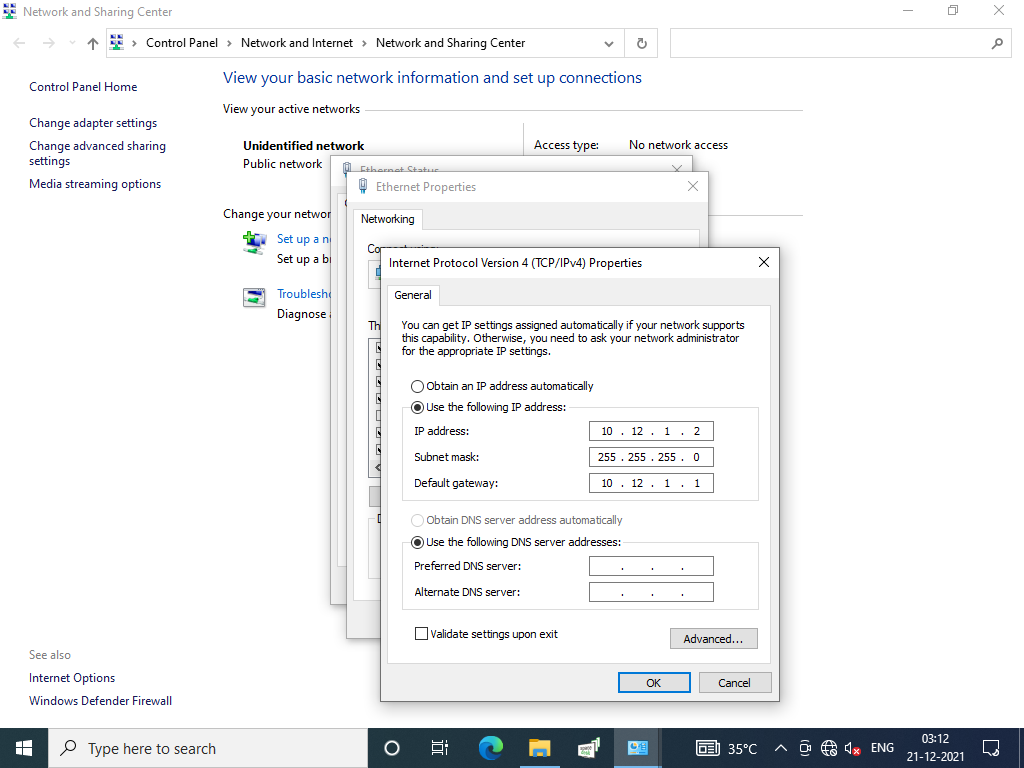 Network and Sharing Center
Control Panel > Network and Internet > Network and Sharing Center
Control Panel Home
Change adapter settings
Change advanced sharing
settings
Media streaming options
See also
Internet Options
Windows Defender Firewall
View your basic network information and set up connections
View your active networks
Unidentified network
Public network
Access type: No network access
Change your networ
Set up a n
Set up a b
Troublesho
Diagnose
Ethernet Status
Ethernet Properties
Networking
Connect using:
Th
Internet Protocol Version 4 (TCP/IPv4) Properties
General
You can get IP settings assigned automatically if your network supports
this capability. Otherwise, you need to ask your network administrator
for the appropriate IP settings.
Obtain an IP address automatically
Use the following IP address:
IP address: 10 . 12 . 1 . 2
Subnet mask: 255 . 255 . 255 . 0
Default gateway: 10 . 12 . 1 . 1
Obtain DNS server address automatically
Use the following DNS server addresses:
Preferred DNS server: . . .
Alternate DNS server: . . .
Validate settings upon exit
Advanced...
OK Cancel
Type here to search
35°C
ENG
03:12
21-12-2021